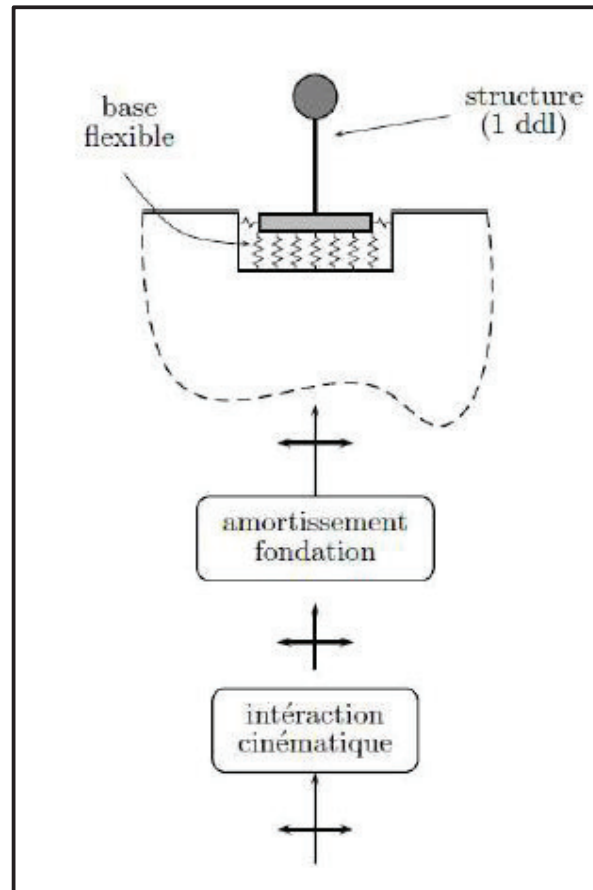 base
flexible
structure
(1 ddl)
amortissement
fondation
intéraction
cinématique